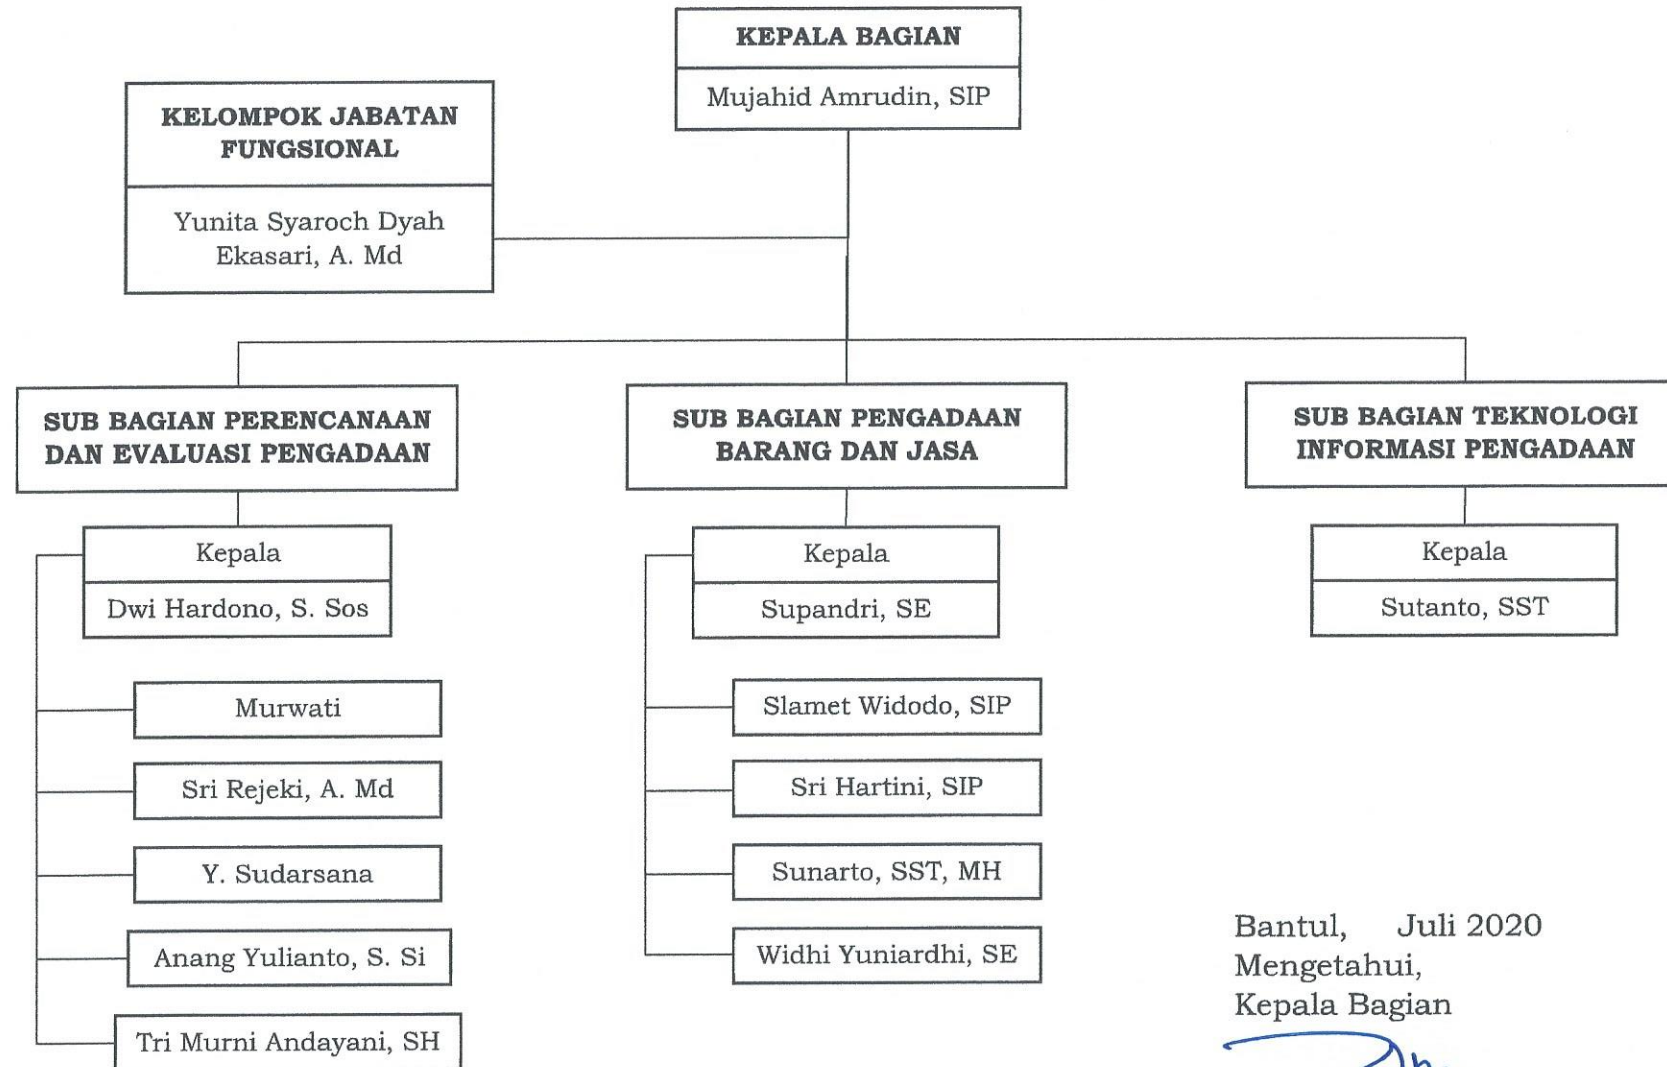 KEPALA BAGIAN
Mujahid Amrudin, SIP
KELOMPOK JABATAN
FUNGSIONAL
Yunita Syaroch Dyah
Ekasari, A. Md
SUB BAGIAN PERENCANAAN
DAN EVALUASI PENGADAAN
Kepala
Dwi Hardono, S. Sos
Murwati
Sri Rejeki, A. Md
Y. Sudarsana
Anang Yulianto, S. Si
Tri Murni Andayani, SH
SUB BAGIAN PENGADAAN
BARANG DAN JASA
Kepala
Supandri, SE
Slamet Widodo, SIP
Sri Hartini, SIP
Sunarto, SST, MH
Widhi Yuniardhi, SE
SUB BAGIAN TEKNOLOGI
INFORMASI PENGADAAN
Kepala
Sutanto, SST
Bantul, Juli 2020
Mengetahui,
Kepala Bagian